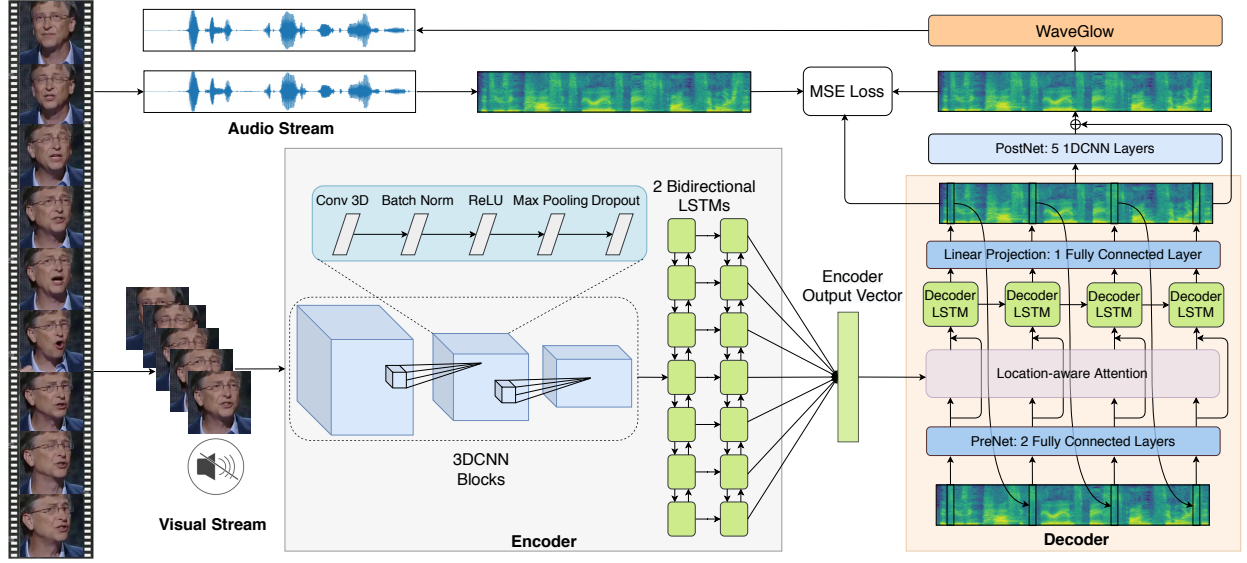 WaveGlow
MSE Loss
Audio Stream
PostNet: 5 1DCNN Layers
Conv 3D
Batch Norm
ReLU
Max Pooling
Dropout
2 Bidirectional
LSTMs
Linear Projection: 1 Fully Connected Layer
Encoder
Output Vector
Decoder
LSTM
Decoder
LSTM
Decoder
LSTM
Decoder
LSTM
Location-aware Attention
PreNet: 2 Fully Connected Layers
3DCNN
Blocks
Visual Stream
Encoder
Decoder